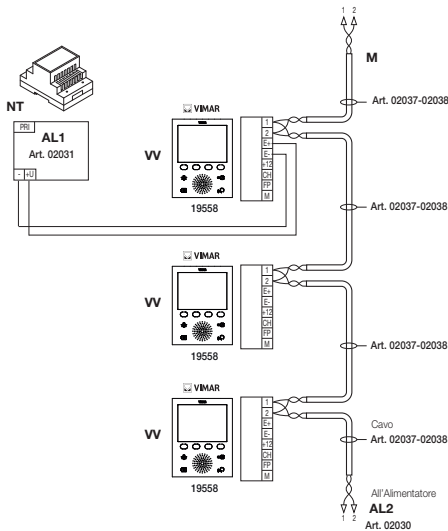 1 2
M
Art. 02037-02038
NT
PRI
AL1
Art. 02031
- +U
VIMAR
VV
1
2
E+
E-
+12
CH
FP
M
19558
Art. 02037-02038
VIMAR
VV
1
2
E+
E-
+12
CH
FP
M
19558
Art. 02037-02038
VIMAR
VV
1
2
E+
E-
+12
CH
FP
M
19558
Cavo
Art. 02037-02038
All'Alimentatore
1 2
AL2
Art. 02030